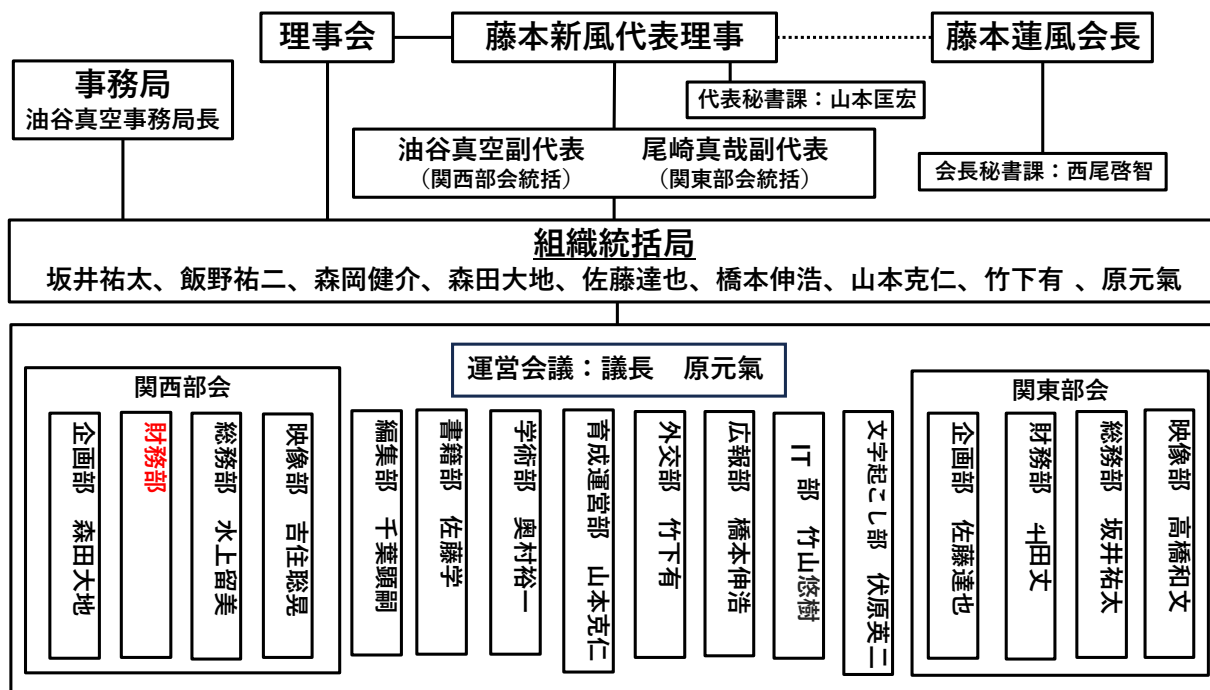 理事会
藤本新風代表理事
藤本蓮風会長
事務局
油谷真空事務局長
代表秘書課：山本匡宏
油谷真空副代表
（関西部会統括）
尾崎真哉副代表
（関東部会統括）
会長秘書課：西尾啓智
組織統括局
坂井祐太、飯野祐二、森岡健介、森田大地、佐藤達也、橋本伸浩、山本克仁、竹下有 、原元氣
運営会議：議長　原元氣
関西部会
企画部　森田大地
財務部
総務部　水上留美
映像部　吉住聡晃
編集部　千葉顕嗣
書籍部　佐藤学
学術部　奥村裕一
育成運営部　山本克仁
外交部　竹下有
広報部　橋本伸浩
IT 部　竹山悠樹
文字起こし部　伏原英二
関東部会
企画部　佐藤達也
財務部　斗田丈
総務部　坂井祐太
映像部　高橋和文